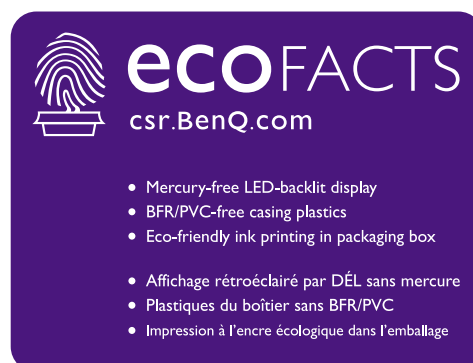 ecoFACTS
csr.BenQ.com
• Mercury-free LED-backlit display
• BFR/PVC-free casing plastics
• Eco-friendly ink printing in packaging box
• Affichage rétroéclairé par DÉL sans mercure
• Plastiques du boîtier sans BFR/PVC
• Impression à l'encre écologique dans l'emballage